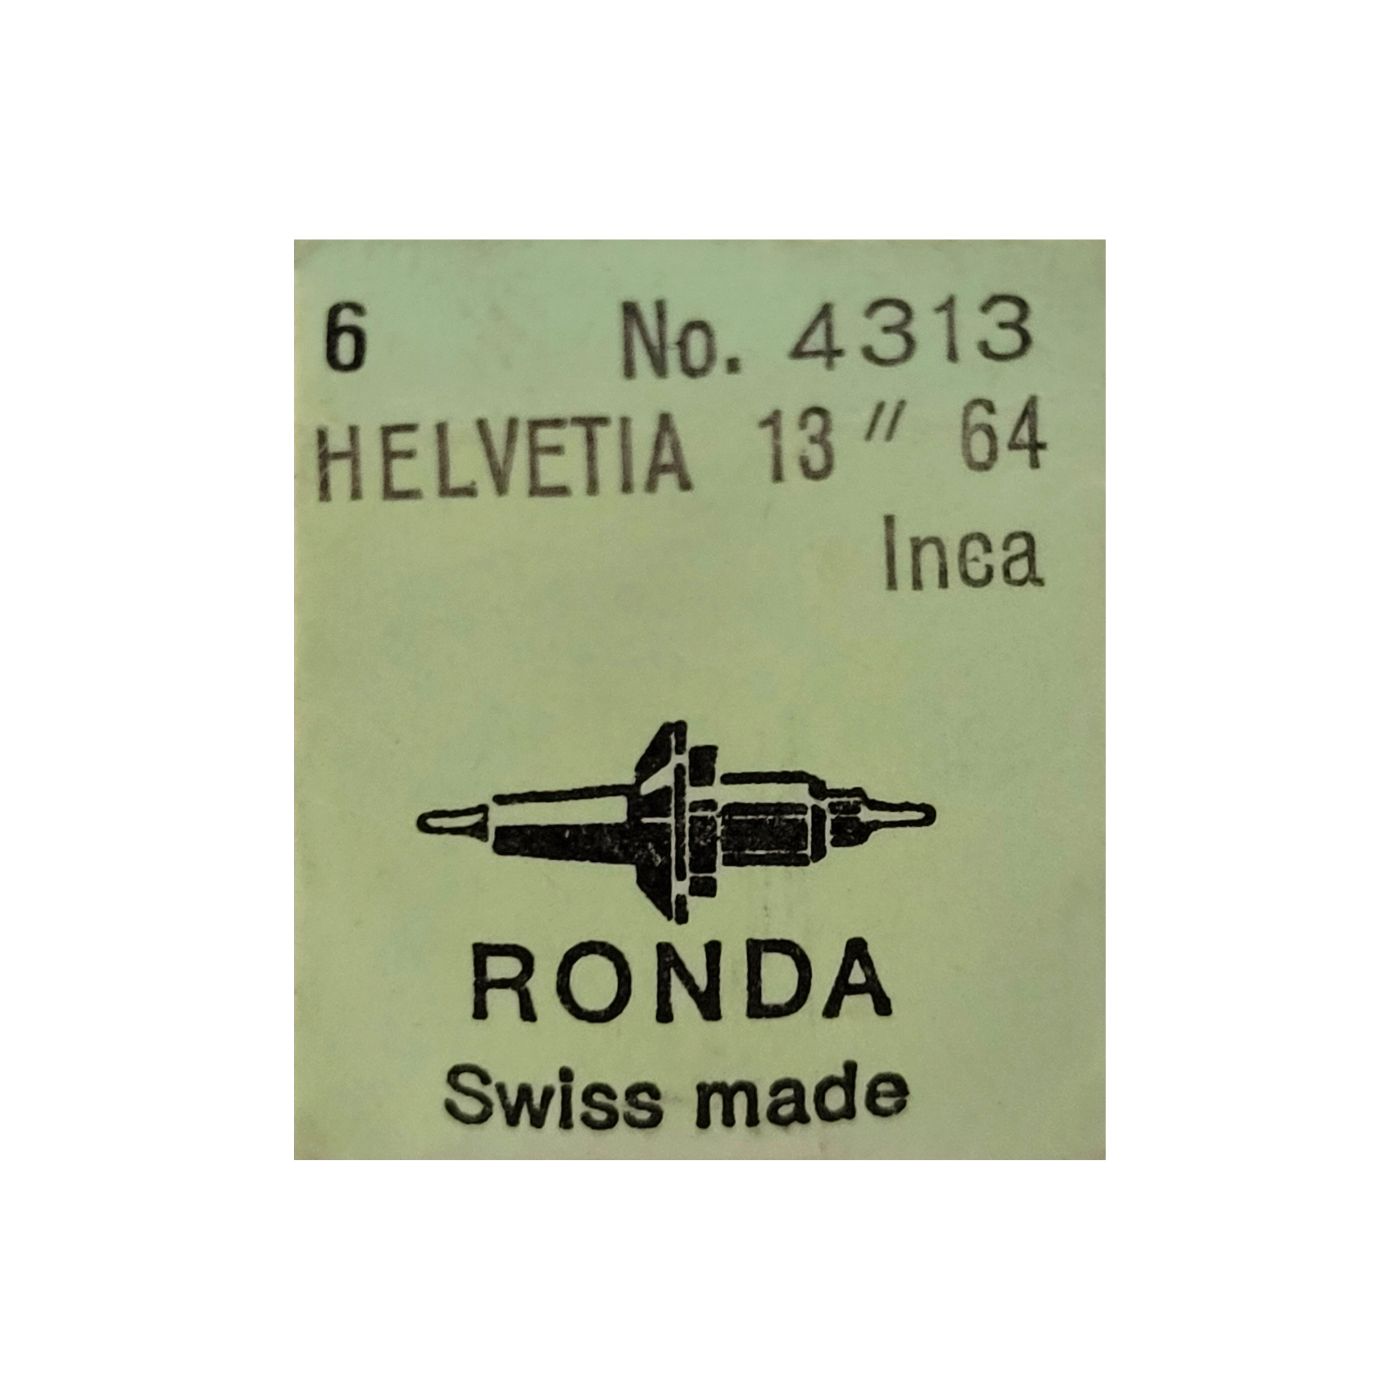 6 No. 4313
HELVETIA 13″ 64
Inca
RONDA
Swiss made